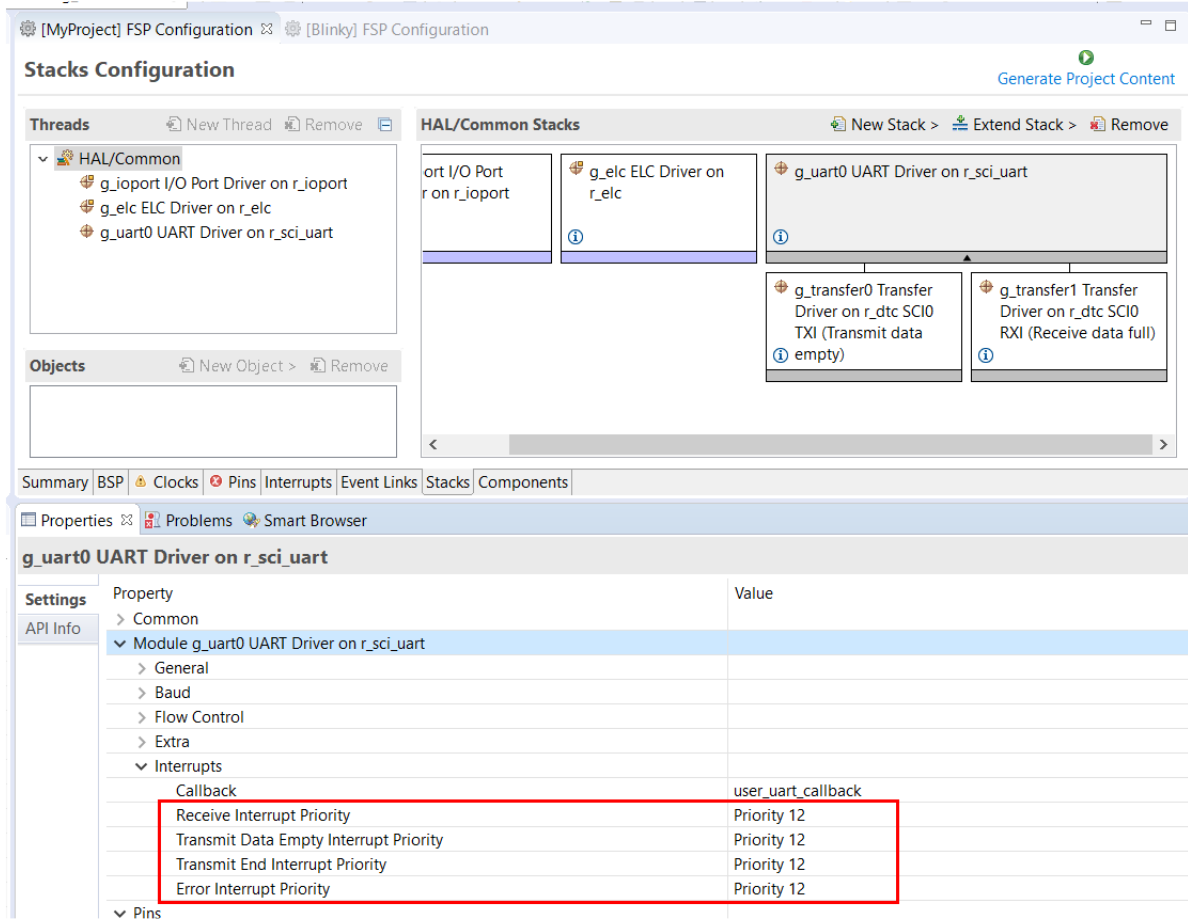 [MyProject] FSP Configuration
[Blinky] FSP Configuration
Stacks Configuration
Generate Project Content
Threads
New Thread
Remove
HAL/Common Stacks
New Stack >
Extend Stack >
Remove
HAL/Common
g_ioport I/O Port Driver on r_ioport
g_elc ELC Driver on r_elc
g_uart0 UART Driver on r_sci_uart
ort I/O Port
r on r_ioport
g_elc ELC Driver on
r_elc
g_uart0 UART Driver on r_sci_uart
g_transfer0 Transfer
Driver on r_dtc SCI0
TXI (Transmit data
empty)
g_transfer1 Transfer
Driver on r_dtc SCI0
RXI (Receive data full)
Objects
New Object >
Remove
Summary BSP Clocks Pins Interrupts Event Links Stacks Components
Properties
Problems
Smart Browser
g_uart0 UART Driver on r_sci_uart
Settings
API Info
Property Value
Common
Module g_uart0 UART Driver on r_sci_uart
General
Baud
Flow Control
Extra
Interrupts
Callback user_uart_callback
Receive Interrupt Priority Priority 12
Transmit Data Empty Interrupt Priority Priority 12
Transmit End Interrupt Priority Priority 12
Error Interrupt Priority Priority 12
Pins